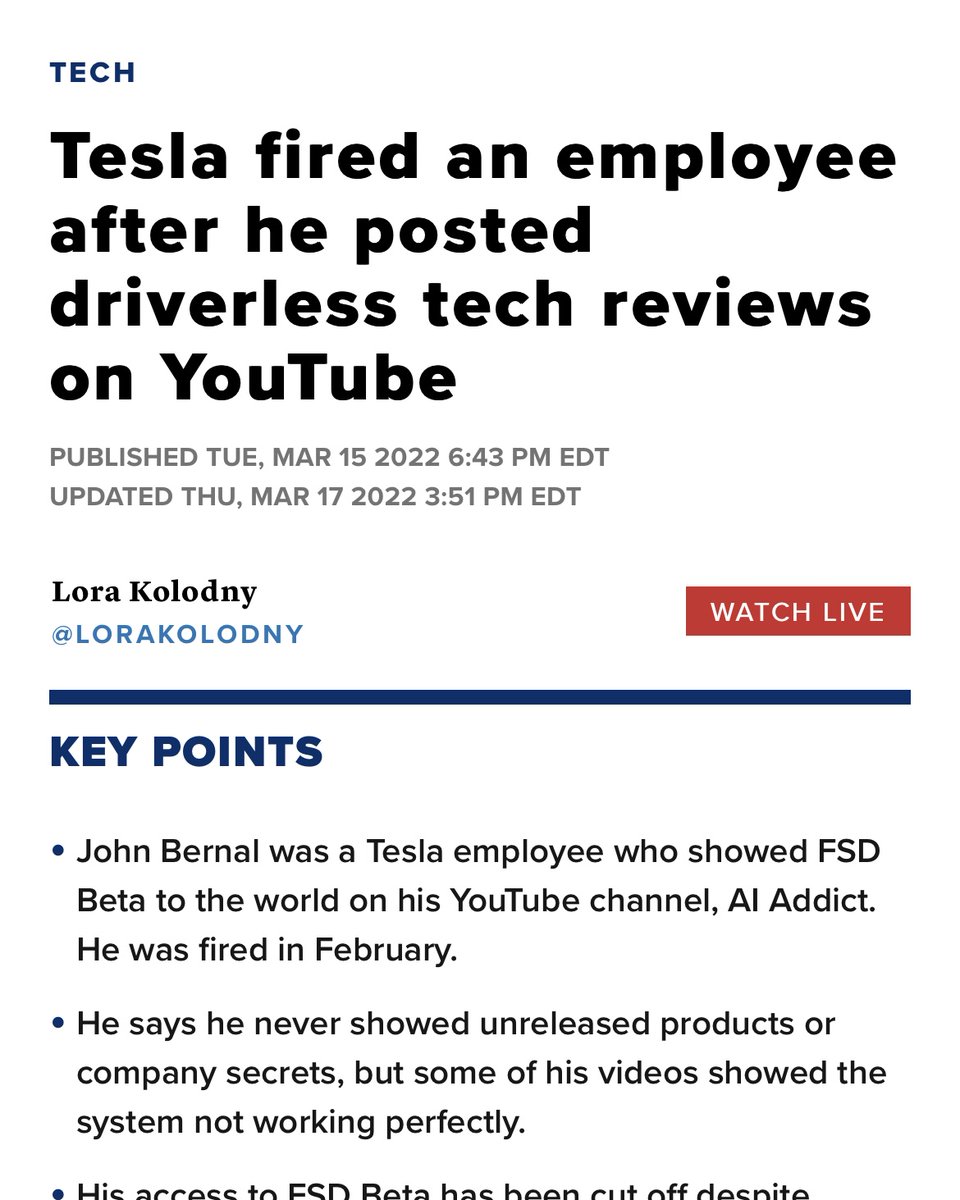 TECH
Tesla fired an employee
after he posted
driverless tech reviews
on YouTube
PUBLISHED TUE, MAR 15 2022 6:43 PM EDT
UPDATED THU, MAR 17 2022 3:51 PM EDT
Lora Kolodny
@LORAKOLODNY
WATCH LIVE
KEY POINTS
• John Bernal was a Tesla employee who showed FSD
Beta to the world on his YouTube channel, AI Addict.
He was fired in February.
• He says he never showed unreleased products or
company secrets, but some of his videos showed the
system not working perfectly.
• His access to FSD Beta has been cut off despite